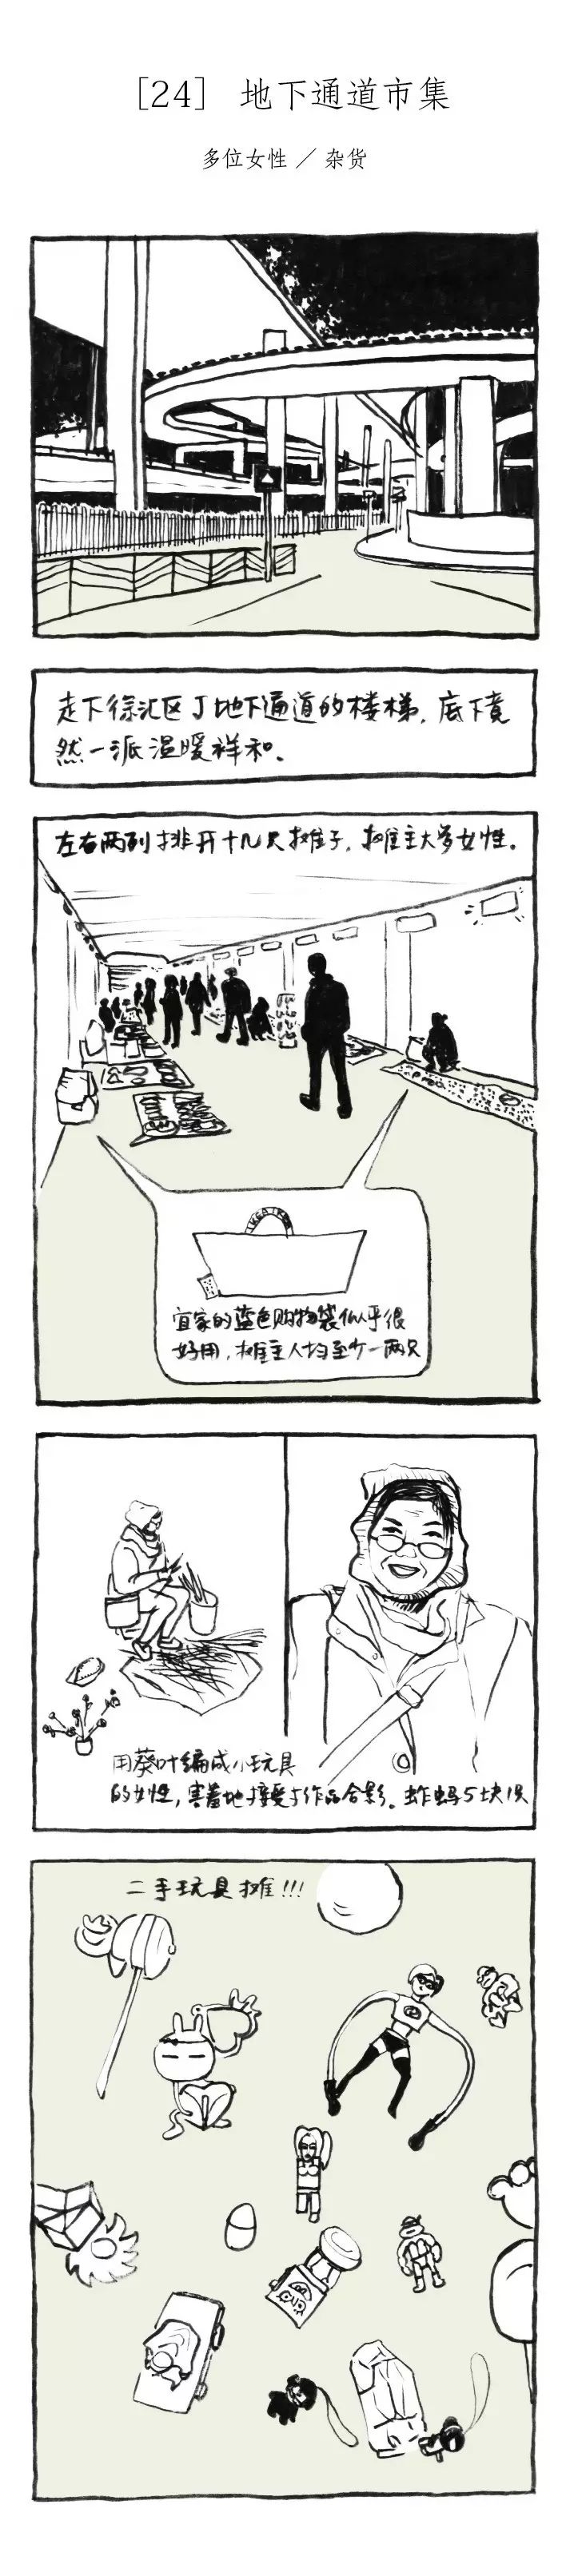 [24] 地下通道市集
多位女性 / 杂货
走下徐汇区J地下通道的楼梯，底下竟
然一派温暖祥和。
左右两列排开十几只摊子，摊主大多女性。
IKEA IKEA
宜家的蓝色购物袋似乎很
好用，摊主人均至少一两只
用葵叶编成小玩具
的女性，害羞地接受与作品合影。蚱蜢5块1只
二手玩具摊!!!